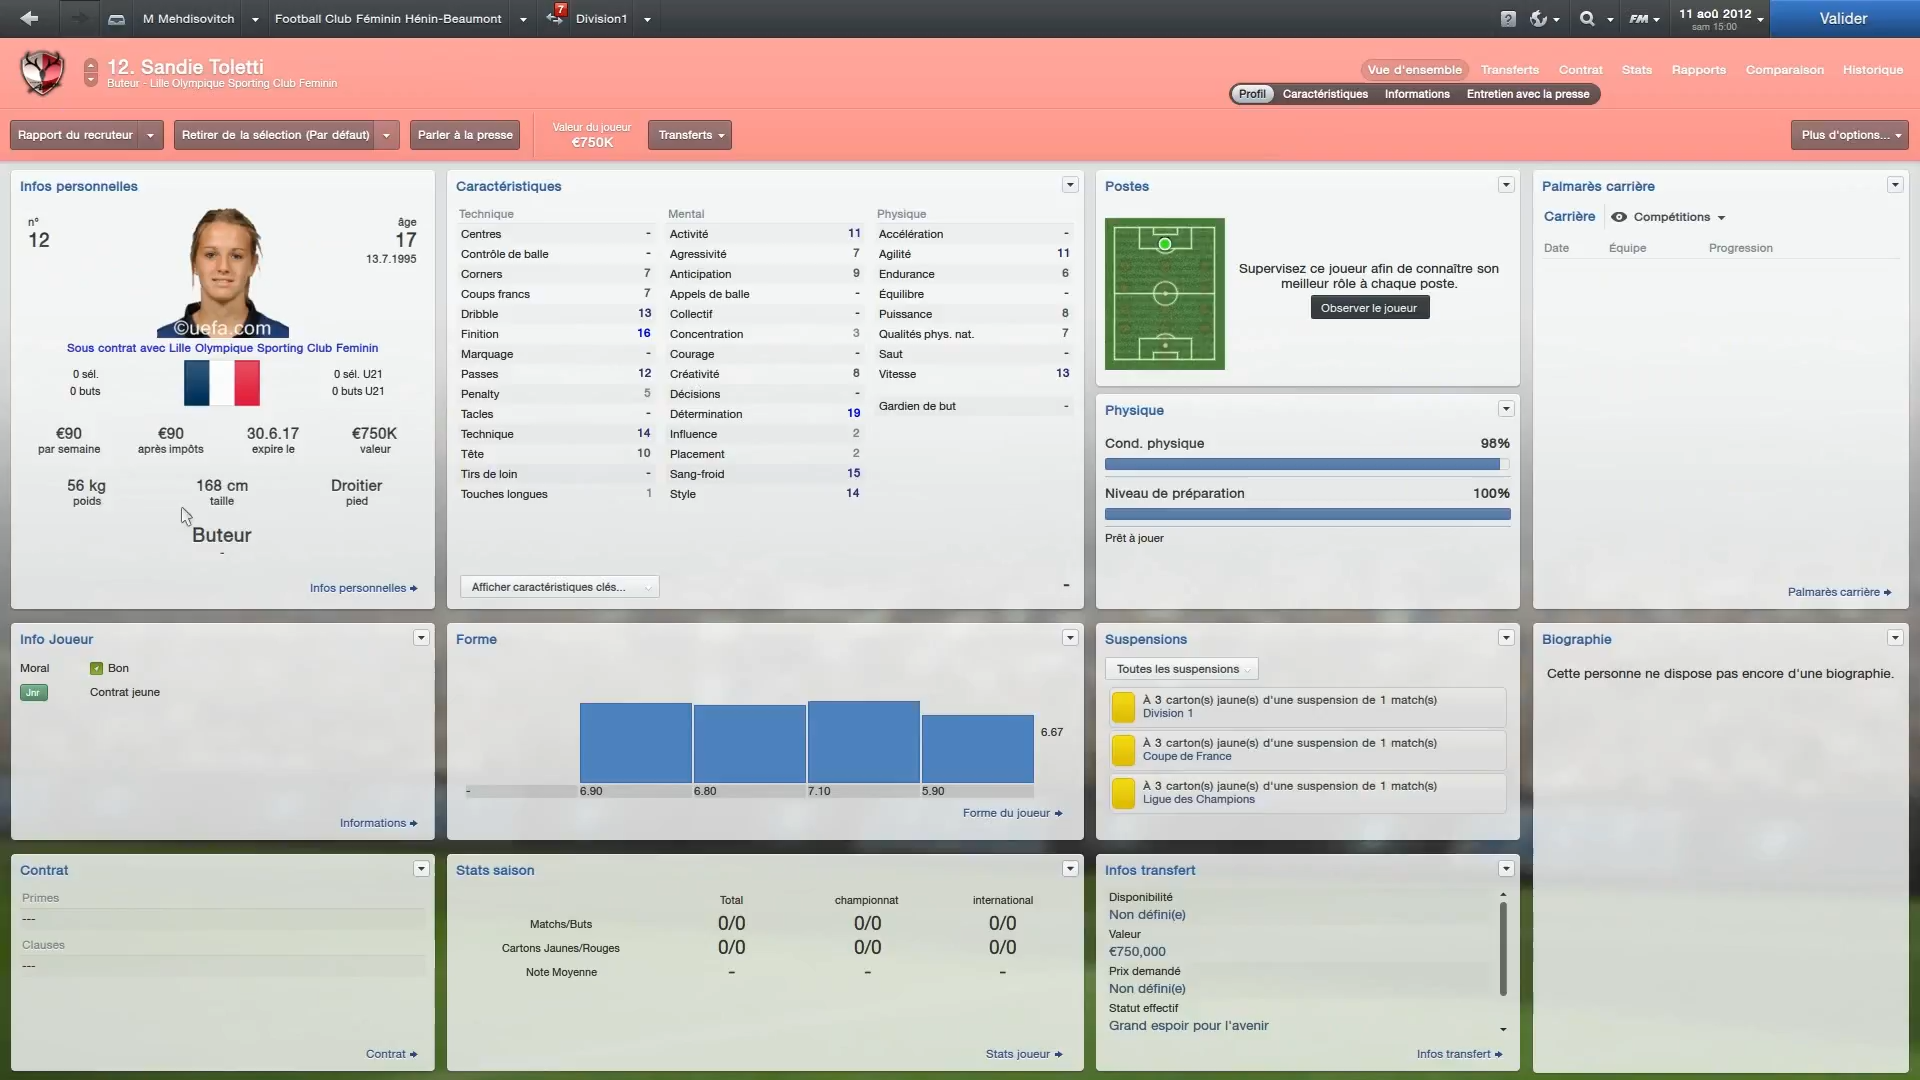 M Mehdisovitch
Football Club Féminin Hénin-Beaumont
7
Division1
?
FM
11 aoû 2012
sam 15:00
Valider
12. Sandie Toletti
Buteur - Lille Olympique Sporting Club Feminin
Vue d'ensemble
Transferts
Contrat
Stats
Rapports
Comparaison
Historique
Profil
Caractéristiques
Informations
Entretien avec la presse
Rapport du recruteur
Retirer de la sélection (Par défaut)
Parler à la presse
Valeur du joueur
€750K
Transferts
Plus d'options...
Infos personnelles
n°
12
âge
17
13.7.1995
©uefa.com
Sous contrat avec Lille Olympique Sporting Club Feminin
0 sél.
0 buts
0 sél. U21
0 buts U21
€90
par semaine
€90
après impôts
30.6.17
expire le
€750K
valeur
56 kg
poids
168 cm
taille
Droitier
pied
Buteur
-
Infos personnelles
Caractéristiques
Technique
Centres -
Contrôle de balle -
Corners 7
Coups francs 7
Dribble 13
Finition 16
Marquage -
Passes 12
Penalty 5
Tacles -
Technique 14
Tête 10
Tirs de loin -
Touches longues 1
Mental
Activité 11
Agressivité 7
Anticipation 9
Appels de balle -
Collectif -
Concentration 3
Courage -
Créativité 8
Décisions -
Détermination 19
Influence 2
Placement 2
Sang-froid 15
Style 14
Physique
Accélération -
Agilité 11
Endurance 6
Équilibre -
Puissance 8
Qualités phys. nat. 7
Saut -
Vitesse 13
Gardien de but -
Afficher caractéristiques clés...
-
Postes
Supervisez ce joueur afin de connaître son
meilleur rôle à chaque poste.
Observer le joueur
Physique
Cond. physique 98%
Niveau de préparation 100%
Prêt à jouer
Palmarès carrière
Carrière
Compétitions
Date Équipe Progression
Palmarès carrière
Info Joueur
Moral Bon
Jnr Contrat jeune
Informations
Forme
6.67
- 6.90 6.80 7.10 5.90
Forme du joueur
Suspensions
Toutes les suspensions
À 3 carton(s) jaune(s) d'une suspension de 1 match(s)
Division 1
À 3 carton(s) jaune(s) d'une suspension de 1 match(s)
Coupe de France
À 3 carton(s) jaune(s) d'une suspension de 1 match(s)
Ligue des Champions
Biographie
Cette personne ne dispose pas encore d'une biographie.
Contrat
Primes
---
Clauses
---
Contrat
Stats saison
Total championnat international
Matchs/Buts 0/0 0/0 0/0
Cartons Jaunes/Rouges 0/0 0/0 0/0
Note Moyenne - - -
Stats joueur
Infos transfert
Disponibilité
Non défini(e)
Valeur
€750,000
Prix demandé
Non défini(e)
Statut effectif
Grand espoir pour l'avenir
Infos transfert